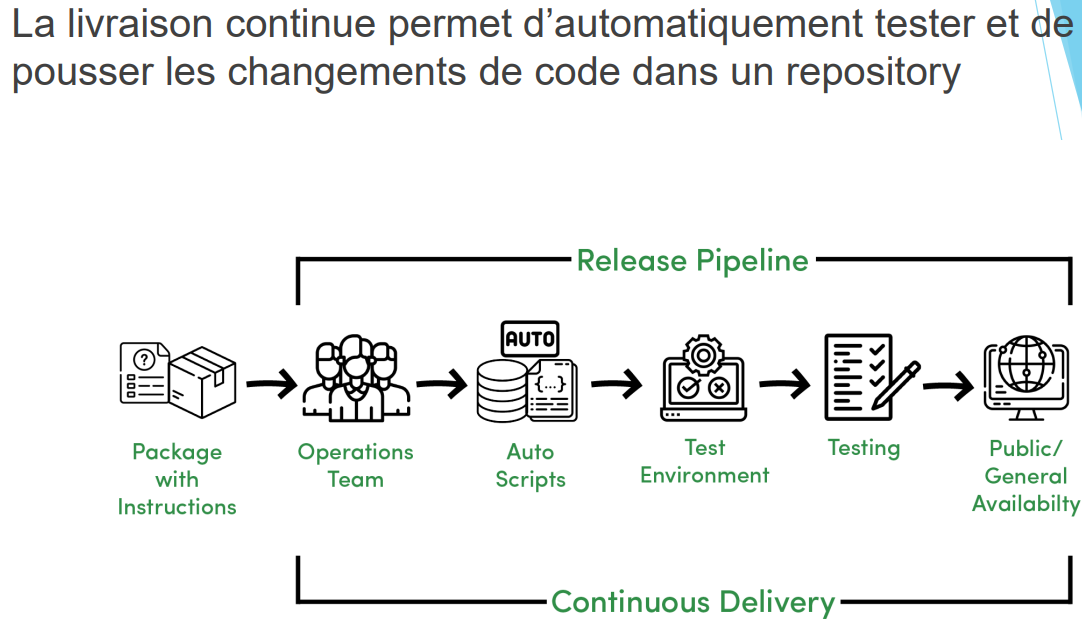 La livraison continue permet d’automatiquement tester et de
pousser les changements de code dans un repository
Release Pipeline
AUTO
{...}
Package
with
Instructions
Operations
Team
Auto
Scripts
Test
Environment
Testing
Public/
General
Availabilty
Continuous Delivery